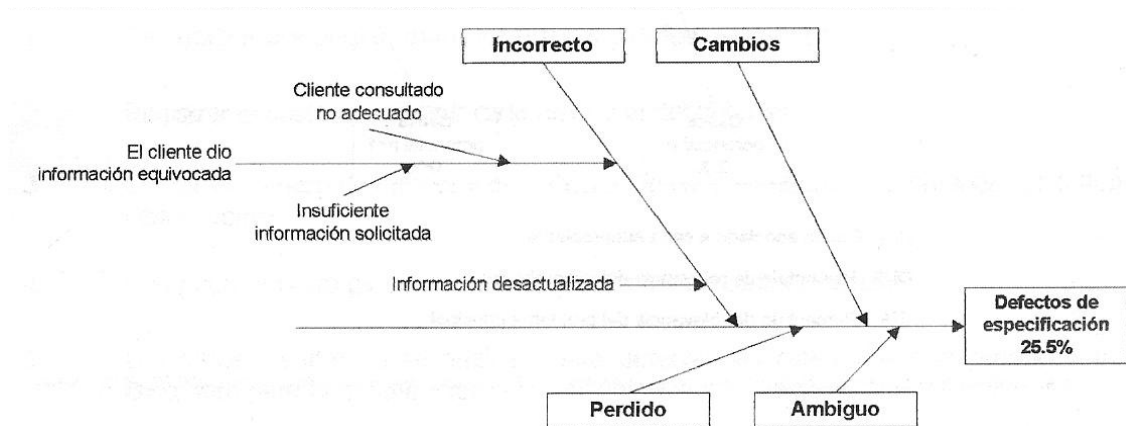 Incorrecto
Cambios
Cliente consultado
no adecuado
El cliente dio
información equivocada
Insuficiente
información solicitada
Información desactualizada
Defectos de
especificación
25.5%
Perdido
Ambiguo